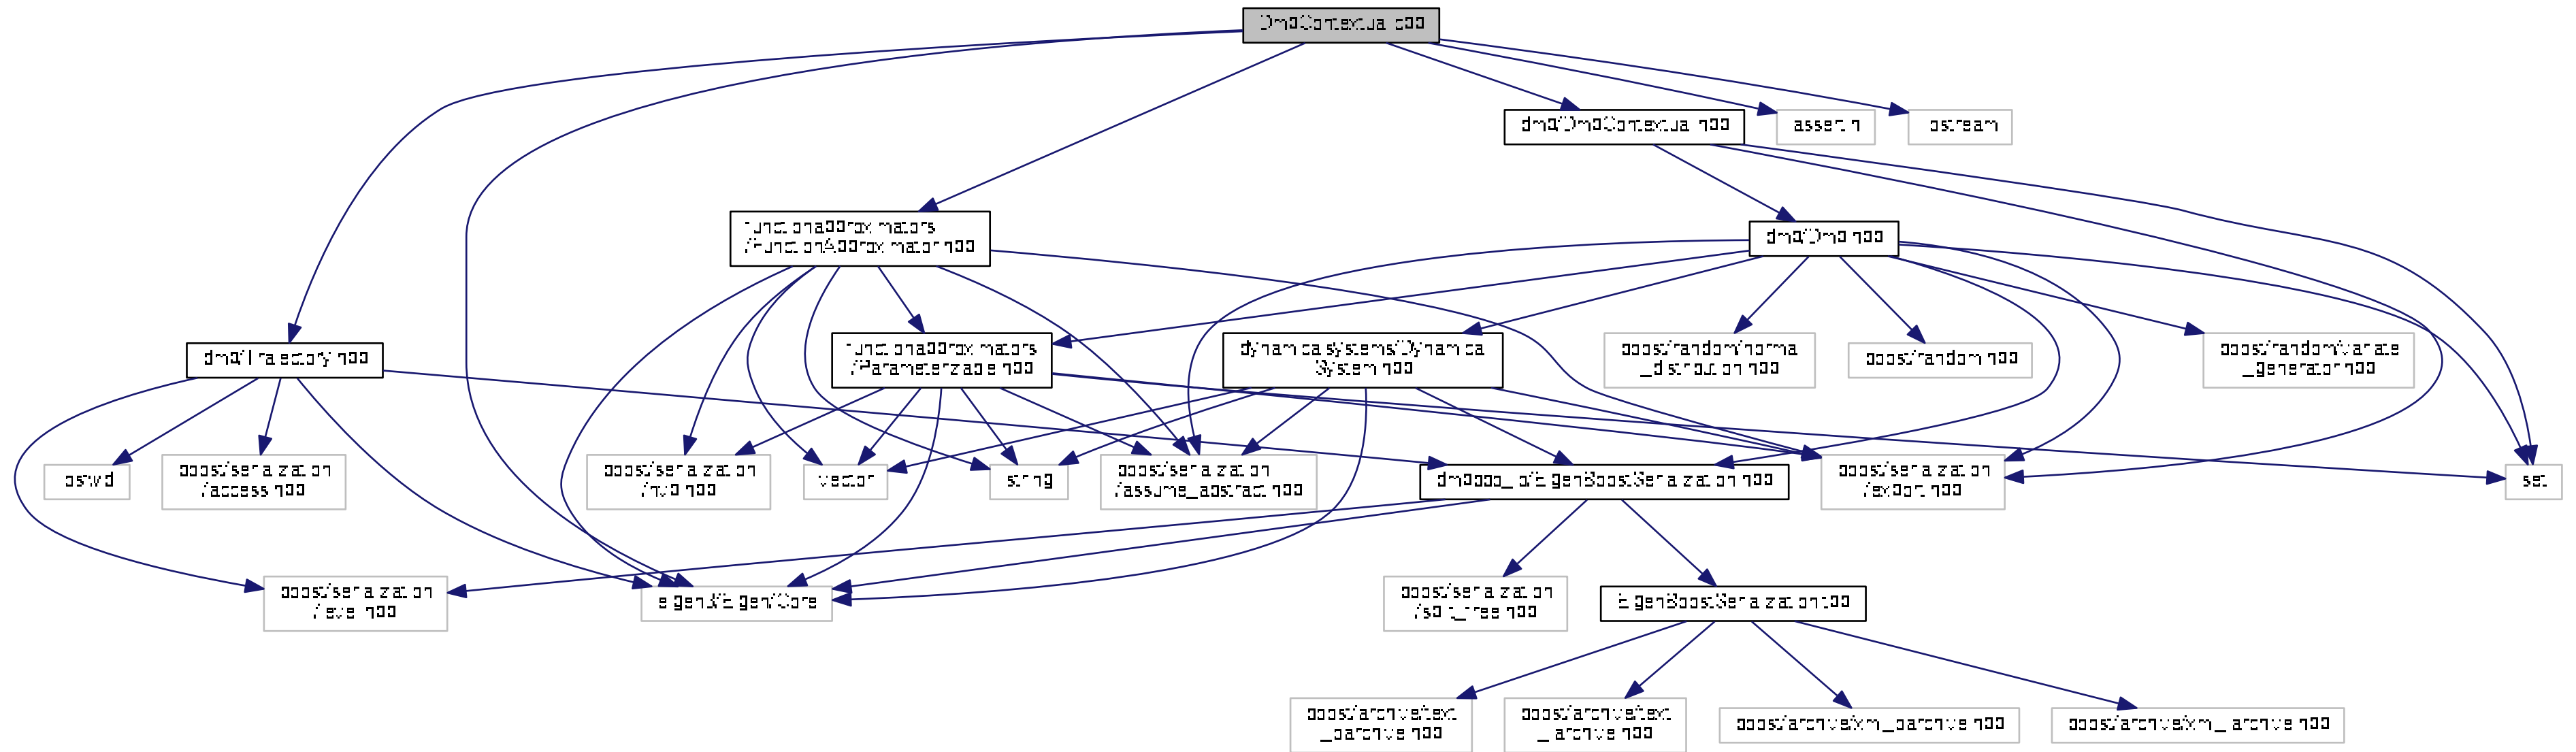 DmpContextual.cpp
dmp/DmpContextual.hpp
assert.h
iostream
functionapproximators
/FunctionApproximator.hpp
dmp/Dmp.hpp
dmp/Trajectory.hpp
functionapproximators
/Parameterizable.hpp
dynamicalsystems/Dynamical
System.hpp
boost/random/normal
_distribution.hpp
boost/random.hpp
boost/random/variate
_generator.hpp
iostream
boost/serialization
/access.hpp
boost/serialization
/nvp.hpp
vector
string
boost/serialization
/assume_abstract.hpp
dmpbbo_io/EigenBoostSerialization.hpp
boost/serialization
/export.hpp
set
boost/serialization
/level.hpp
eigen3/Eigen/Core
boost/serialization
/split_free.hpp
EigenBoostSerialization.tpp
boost/archive/text
_oarchive.hpp
boost/archive/text
_iarchive.hpp
boost/archive/xml_oarchive.hpp
boost/archive/xml_iarchive.hpp